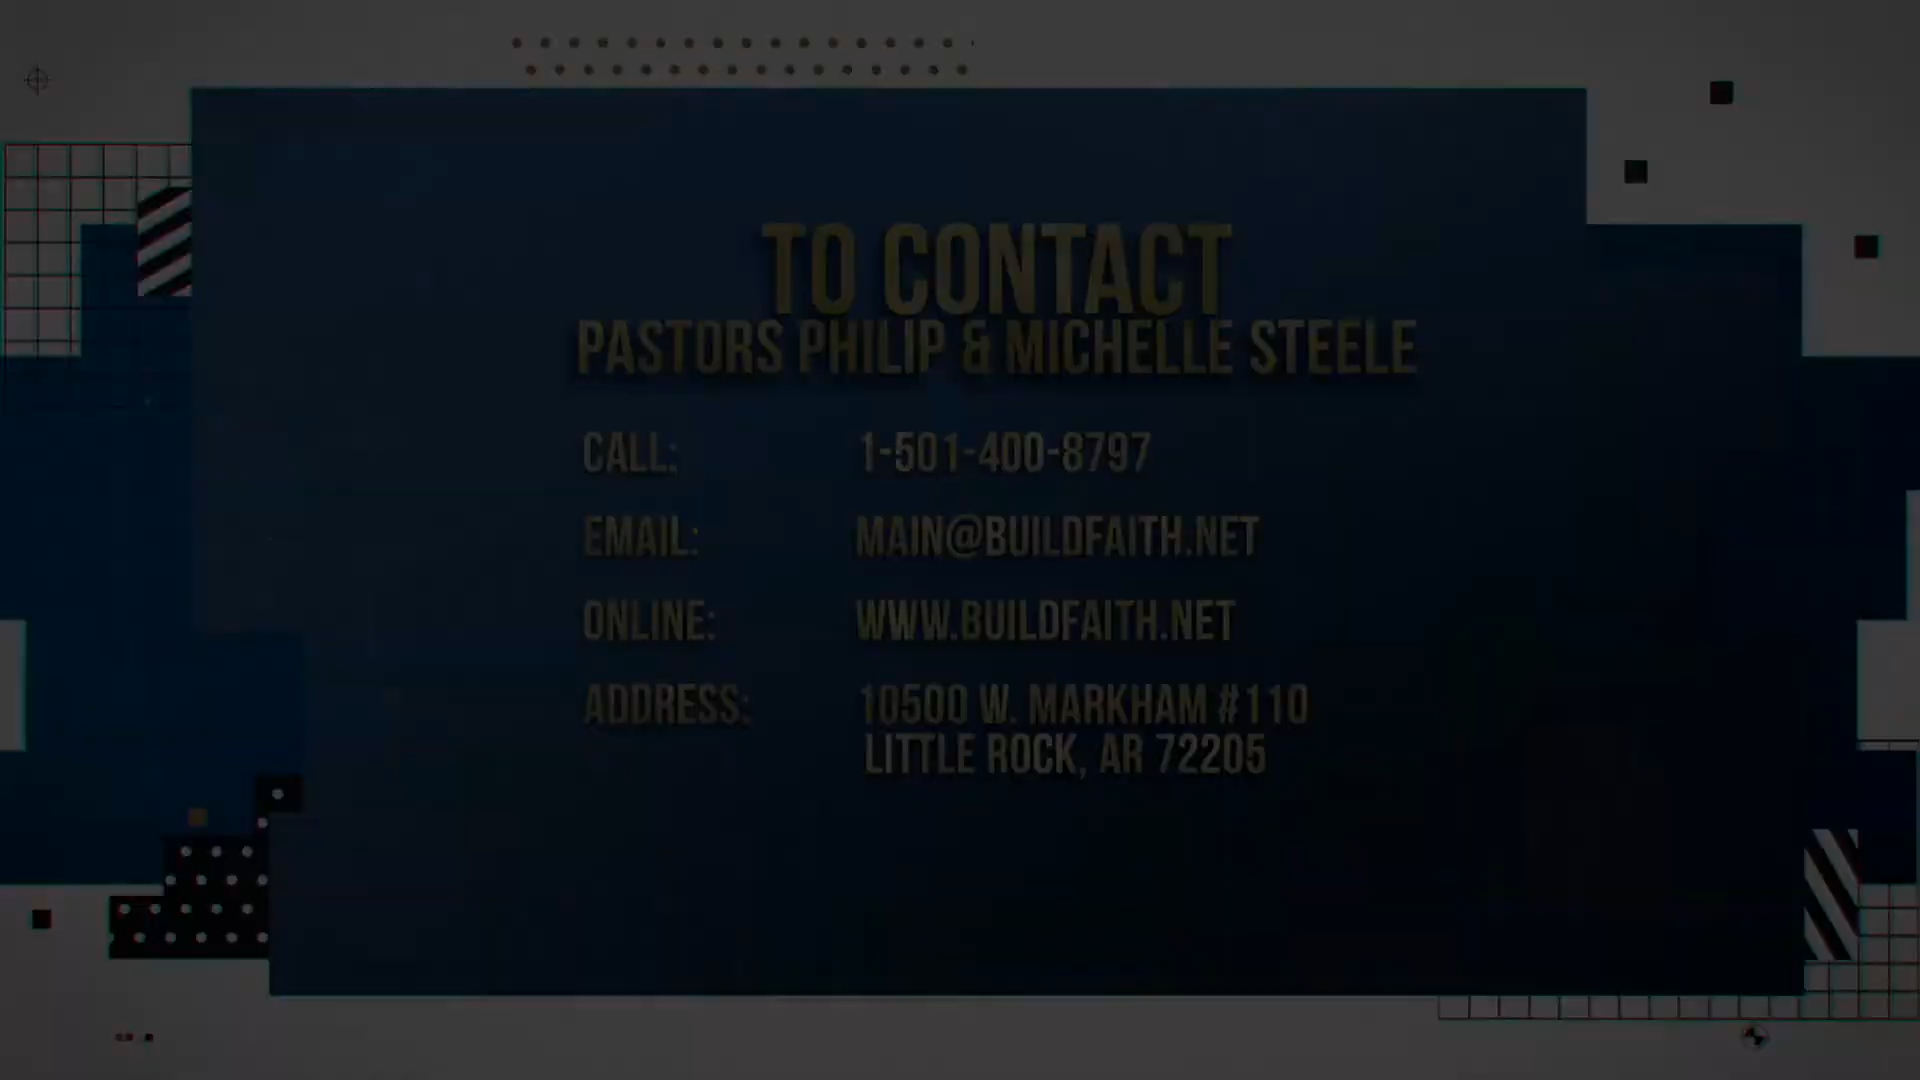 TO CONTACT
PASTORS PHILIP & MICHELLE STEELE
CALL: 1-501-400-8797
EMAIL: MAIN@BUILDFAITH.NET
ONLINE: WWW.BUILDFAITH.NET
ADDRESS: 10500 W. MARKHAM #110
LITTLE ROCK, AR 72205